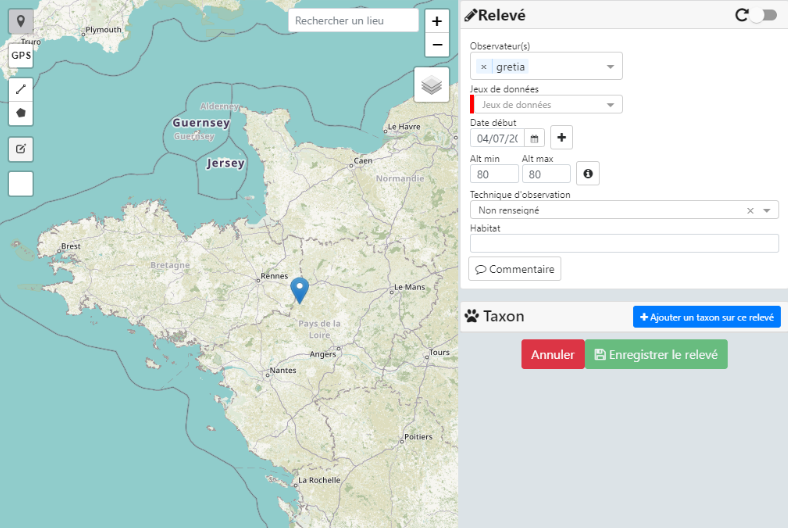 Truro
Plymouth
Rechercher un lieu
+
−
GPS
Alderney
Guernsey
Guernsey
Jersey
Le Havre
Caen
Normandie
Brest
Bretagne
Rennes
Le Mans
Pays de la
Loire
Angers
Tours
Nantes
Poitiers
La Rochelle
Relevé
Observateur(s)
× gretia
Jeux de données
Jeux de données
Date début
04/07/20
Alt min Alt max
80 80
Technique d'observation
Non renseigné
Habitat
Commentaire
Taxon
+ Ajouter un taxon sur ce relevé
Annuler
Enregistrer le relevé